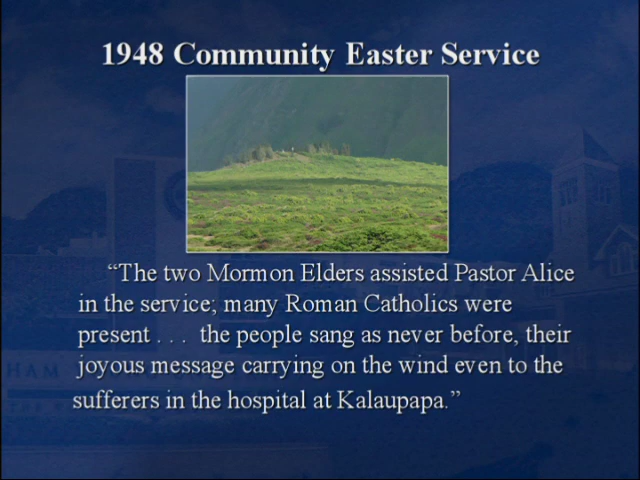 1948 Community Easter Service
“The two Mormon Elders assisted Pastor Alice
in the service; many Roman Catholics were
present . . . the people sang as never before, their
joyous message carrying on the wind even to the
sufferers in the hospital at Kalaupapa.”
HAM